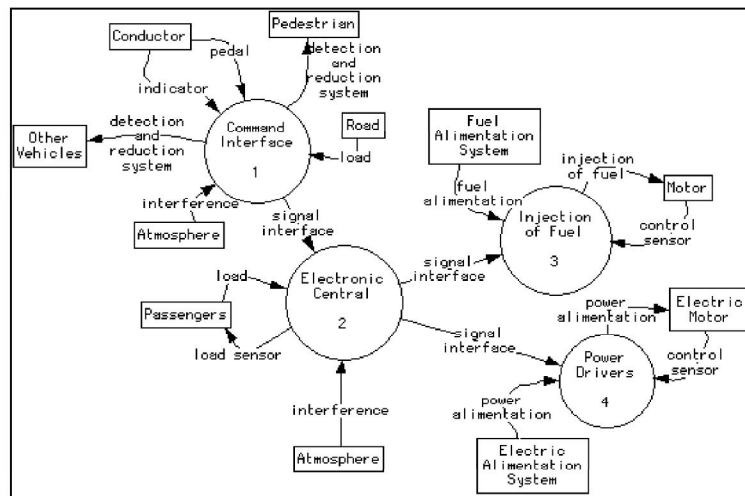 Conductor
pedal
indicator
Pedestrian
detection
and
reduction
system
Other
Vehicles
detection
and
reduction
system
Command
Interface
1
Road
load
interference
Atmosphere
signal
interface
Fuel
Alimentation
System
fuel
alimentation
injection
of fuel
Motor
control
sensor
Injection
of Fuel
3
Passengers
load
load sensor
Electronic
Central
2
signal
interface
signal
interface
interference
Atmosphere
power
alimentation
Electric
Motor
control
sensor
Power
Drivers
4
power
alimentation
Electric
Alimentation
System